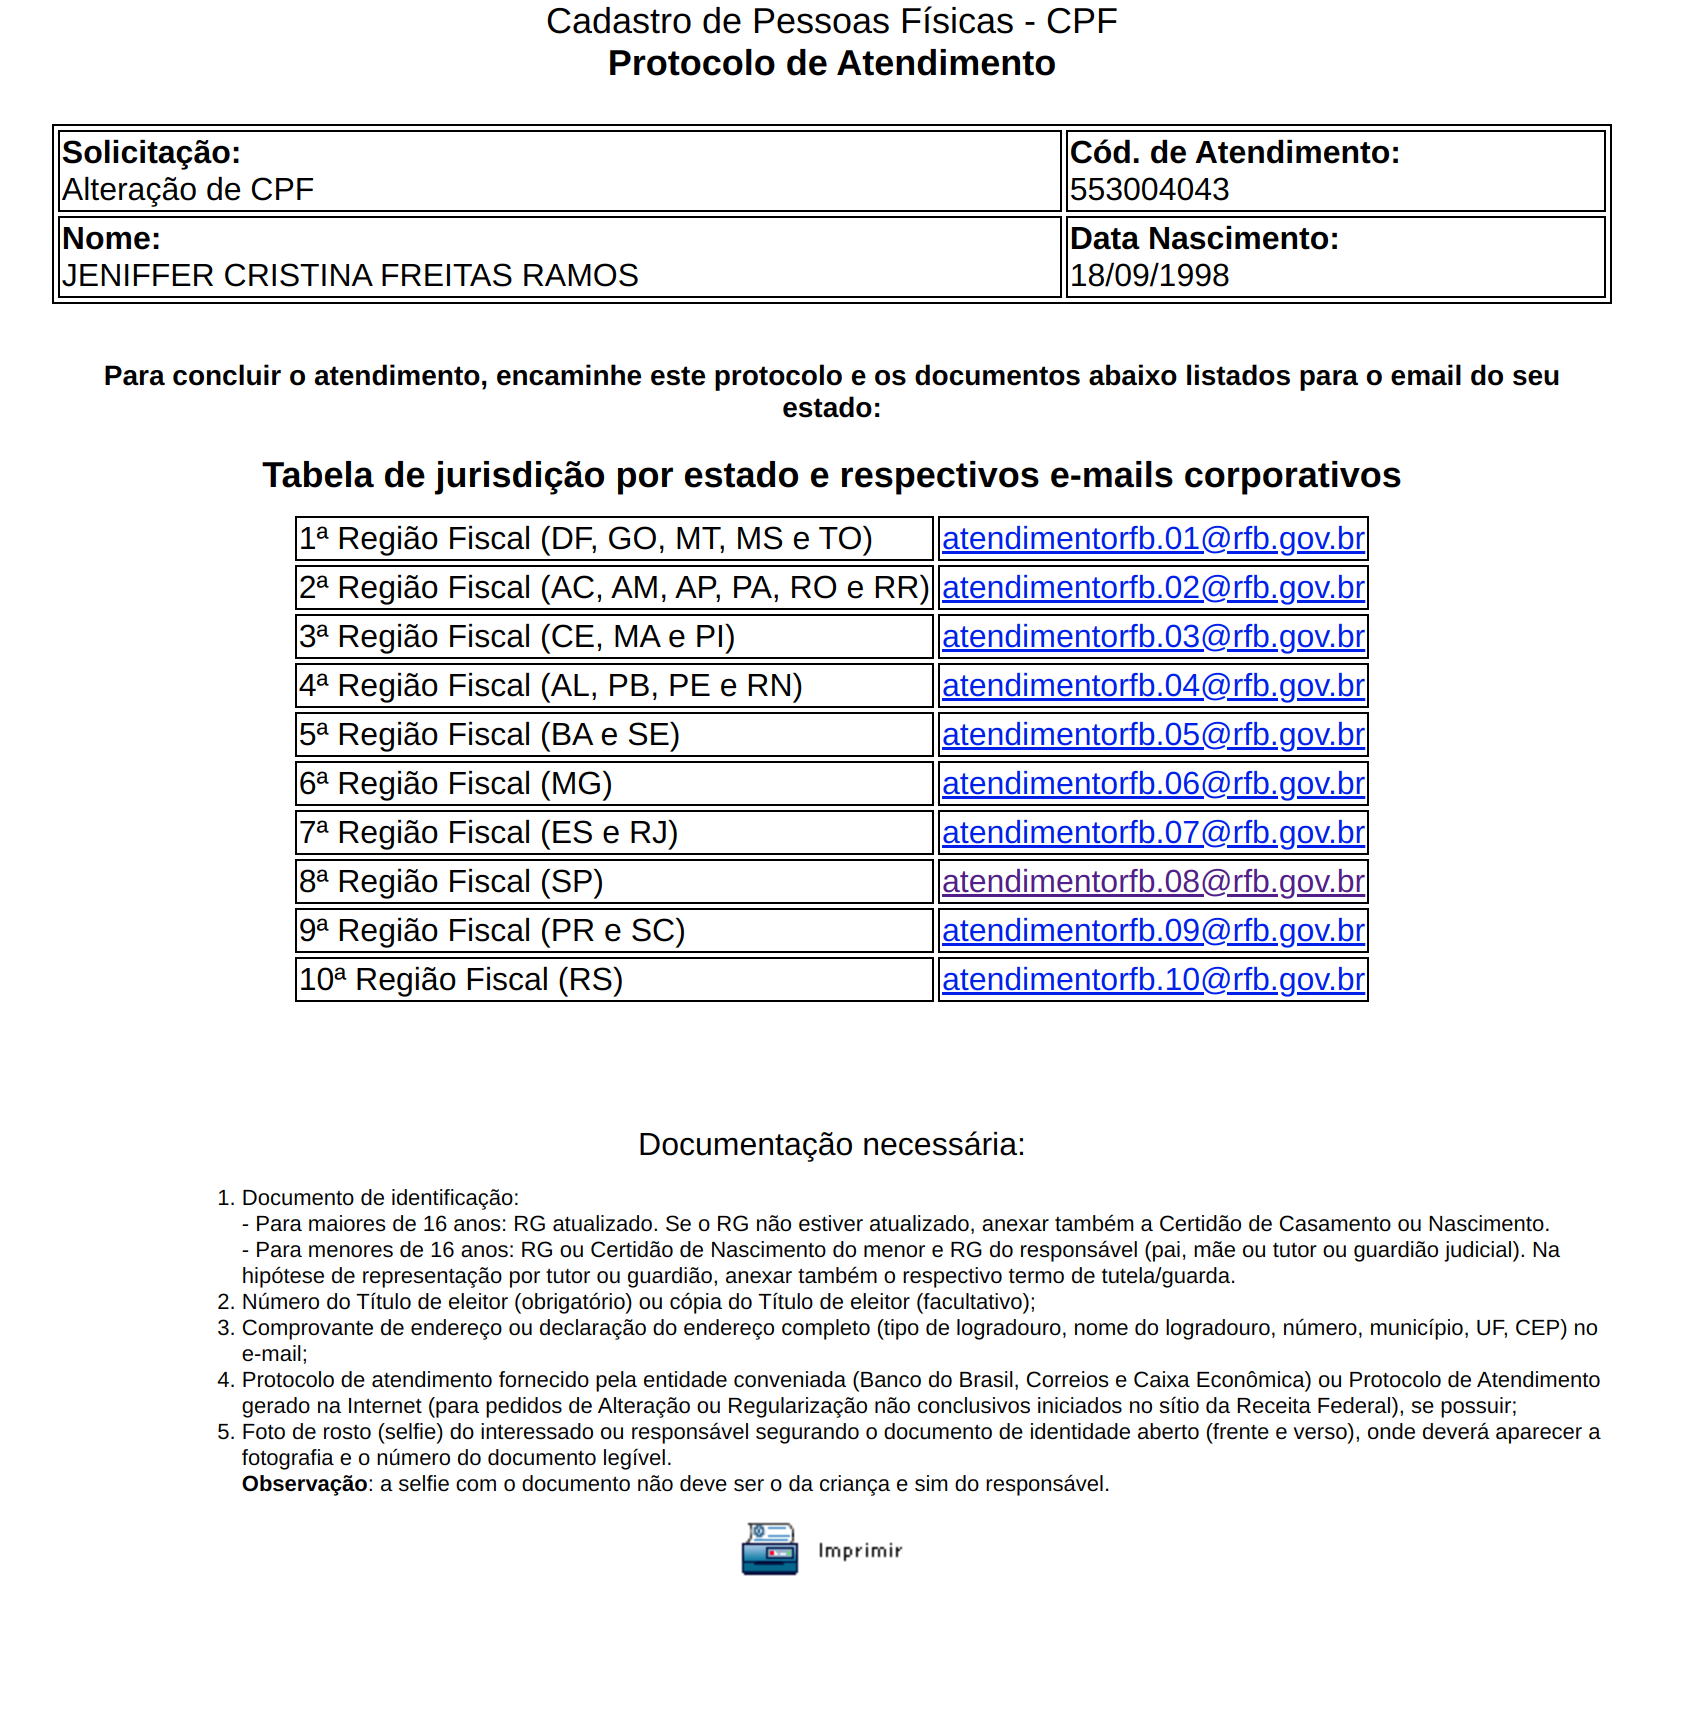 Cadastro de Pessoas Físicas - CPF
Protocolo de Atendimento
Solicitação:
Alteração de CPF
Cód. de Atendimento:
553004043
Nome:
JENIFFER CRISTINA FREITAS RAMOS
Data Nascimento:
18/09/1998
Para concluir o atendimento, encaminhe este protocolo e os documentos abaixo listados para o email do seu
estado:
Tabela de jurisdição por estado e respectivos e-mails corporativos
1ª Região Fiscal (DF, GO, MT, MS e TO) atendimentorfb.01@rfb.gov.br
2ª Região Fiscal (AC, AM, AP, PA, RO e RR) atendimentorfb.02@rfb.gov.br
3ª Região Fiscal (CE, MA e PI) atendimentorfb.03@rfb.gov.br
4ª Região Fiscal (AL, PB, PE e RN) atendimentorfb.04@rfb.gov.br
5ª Região Fiscal (BA e SE) atendimentorfb.05@rfb.gov.br
6ª Região Fiscal (MG) atendimentorfb.06@rfb.gov.br
7ª Região Fiscal (ES e RJ) atendimentorfb.07@rfb.gov.br
8ª Região Fiscal (SP) atendimentorfb.08@rfb.gov.br
9ª Região Fiscal (PR e SC) atendimentorfb.09@rfb.gov.br
10ª Região Fiscal (RS) atendimentorfb.10@rfb.gov.br
Documentação necessária:
1. Documento de identificação:
- Para maiores de 16 anos: RG atualizado. Se o RG não estiver atualizado, anexar também a Certidão de Casamento ou Nascimento.
- Para menores de 16 anos: RG ou Certidão de Nascimento do menor e RG do responsável (pai, mãe ou tutor ou guardião judicial). Na
hipótese de representação por tutor ou guardião, anexar também o respectivo termo de tutela/guarda.
2. Número do Título de eleitor (obrigatório) ou cópia do Título de eleitor (facultativo);
3. Comprovante de endereço ou declaração do endereço completo (tipo de logradouro, nome do logradouro, número, município, UF, CEP) no
e-mail;
4. Protocolo de atendimento fornecido pela entidade conveniada (Banco do Brasil, Correios e Caixa Econômica) ou Protocolo de Atendimento
gerado na Internet (para pedidos de Alteração ou Regularização não conclusivos iniciados no sítio da Receita Federal), se possuir;
5. Foto de rosto (selfie) do interessado ou responsável segurando o documento de identidade aberto (frente e verso), onde deverá aparecer a
fotografia e o número do documento legível.
Observação: a selfie com o documento não deve ser o da criança e sim do responsável.
Imprimir